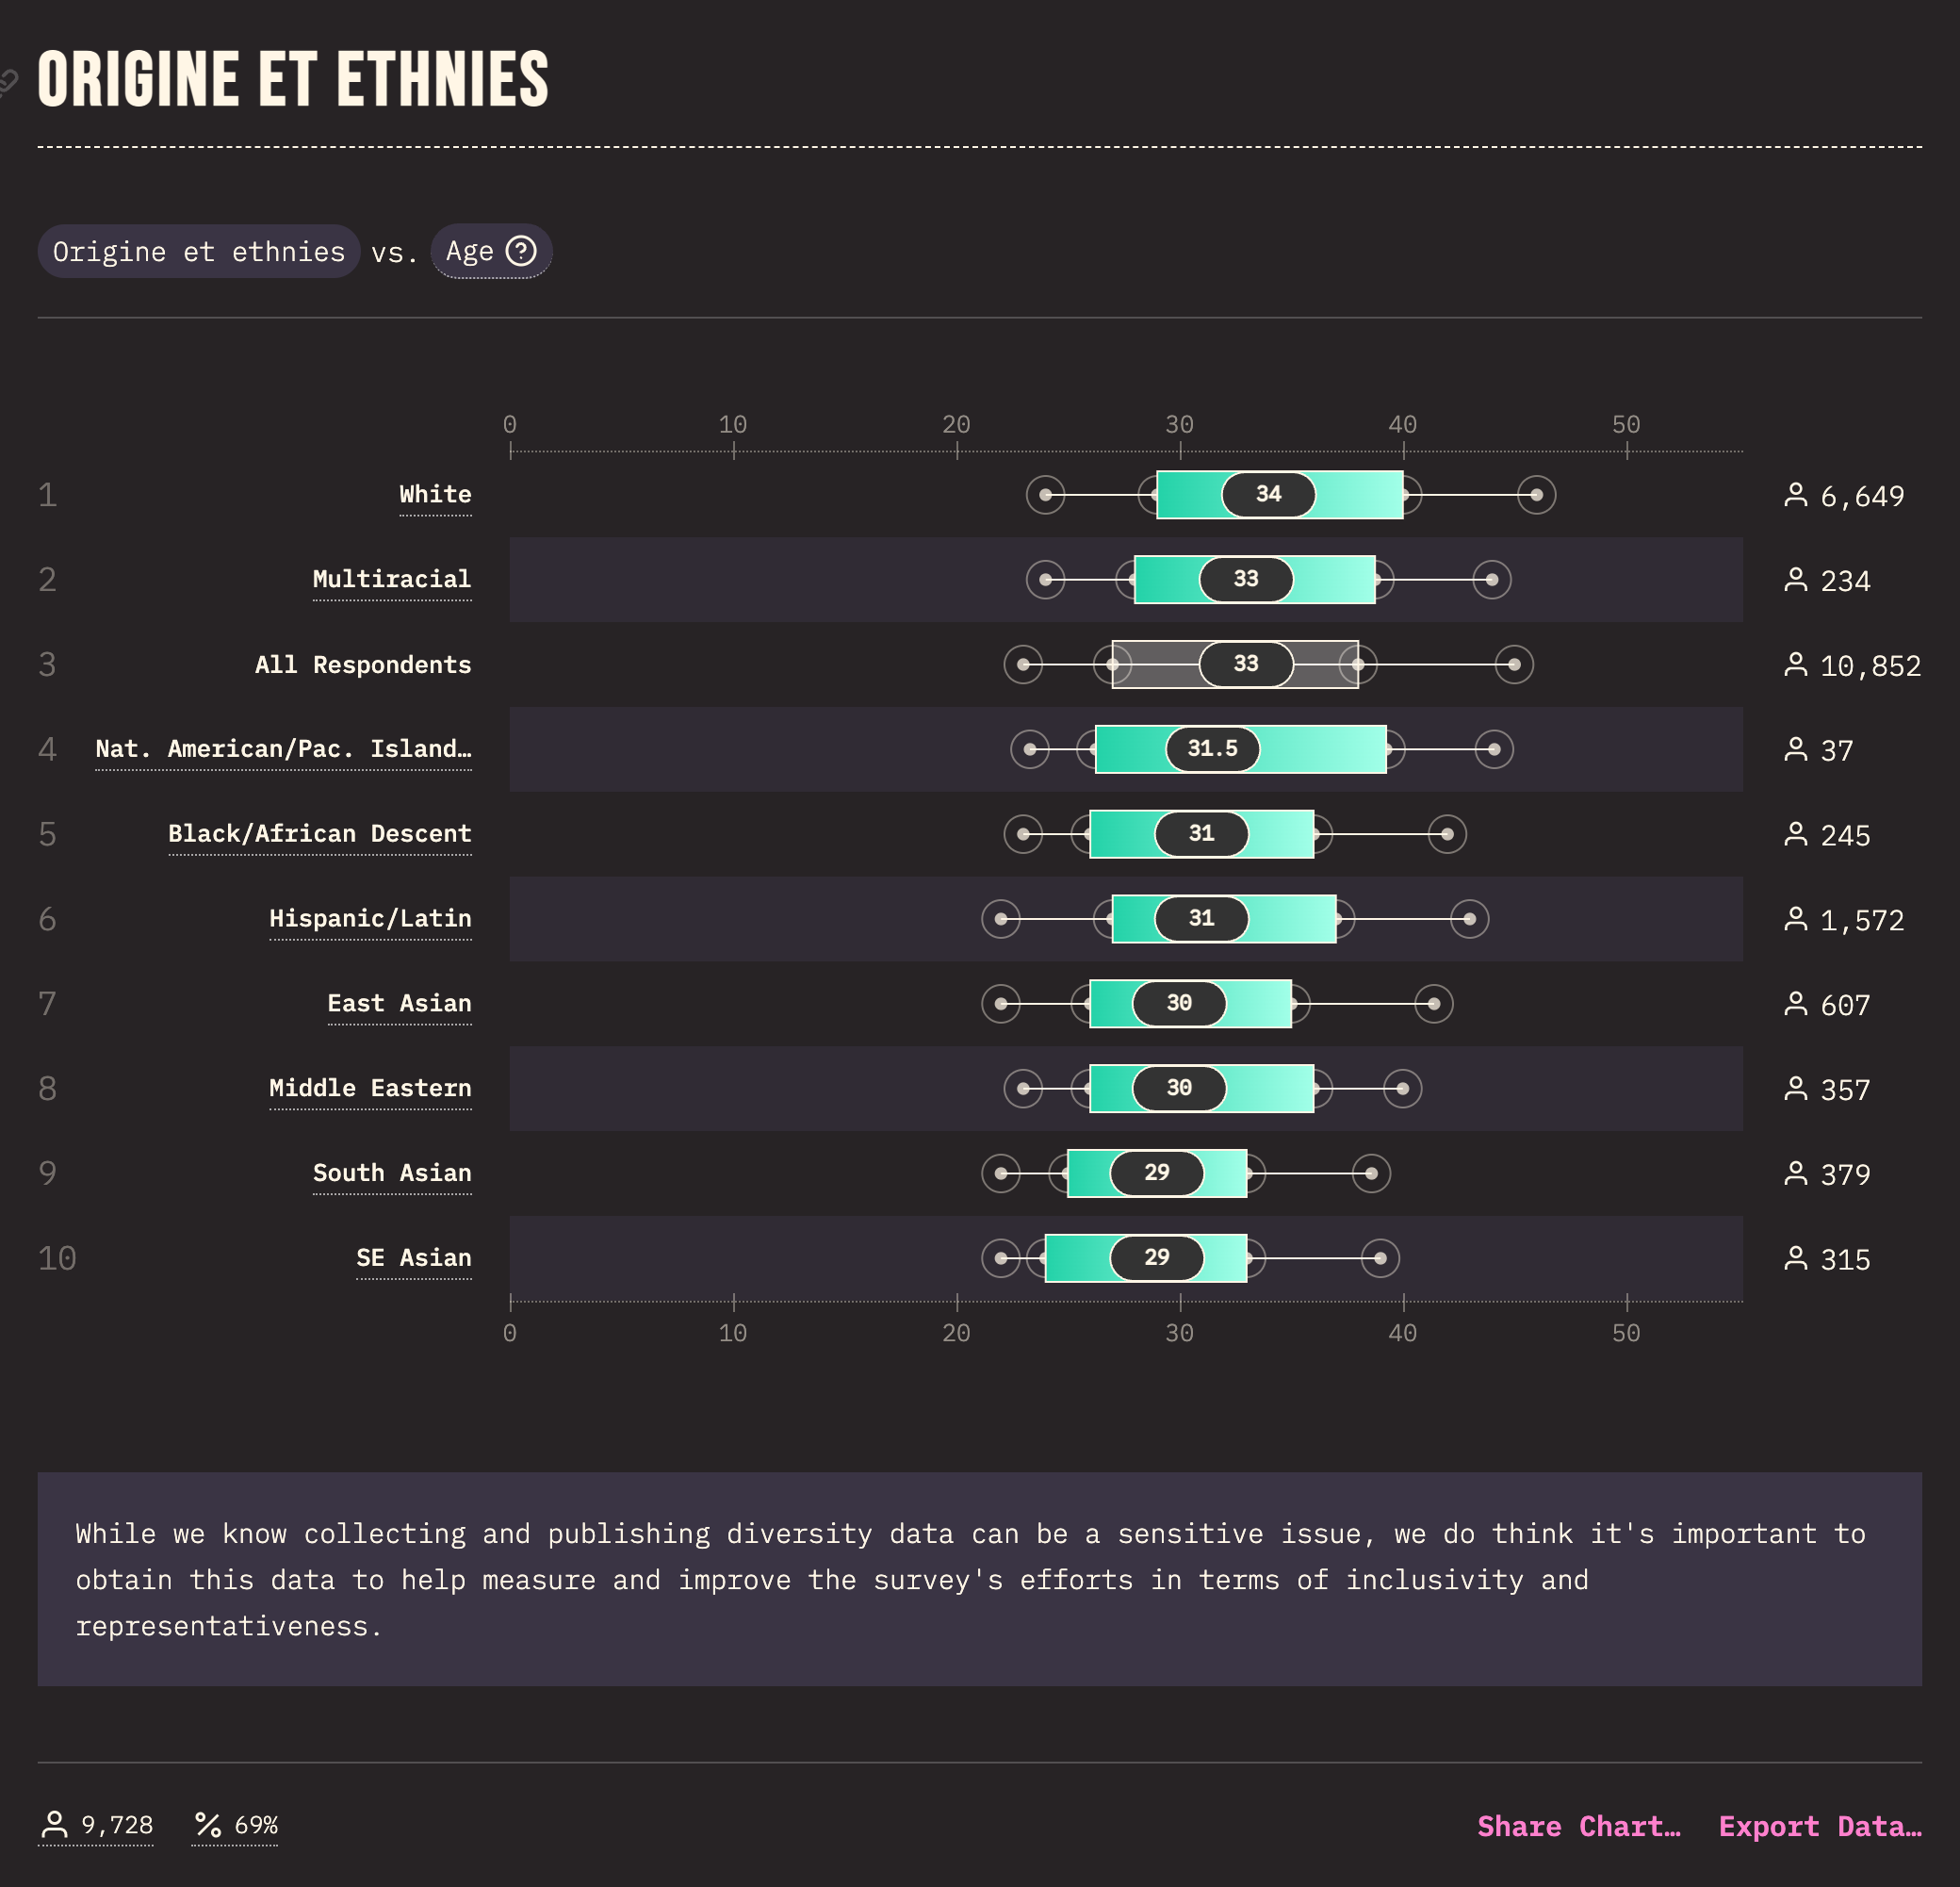 ORIGINE ET ETHNIES
Origine et ethnies vs. Age ?
0 10 20 30 40 50
1 White 34 6,649
2 Multiracial 33 234
3 All Respondents 33 10,852
4 Nat. American/Pac. Island… 31.5 37
5 Black/African Descent 31 245
6 Hispanic/Latin 31 1,572
7 East Asian 30 607
8 Middle Eastern 30 357
9 South Asian 29 379
10 SE Asian 29 315
0 10 20 30 40 50
While we know collecting and publishing diversity data can be a sensitive issue, we do think it's important to
obtain this data to help measure and improve the survey's efforts in terms of inclusivity and
representativeness.
9,728 % 69% Share Chart… Export Data…